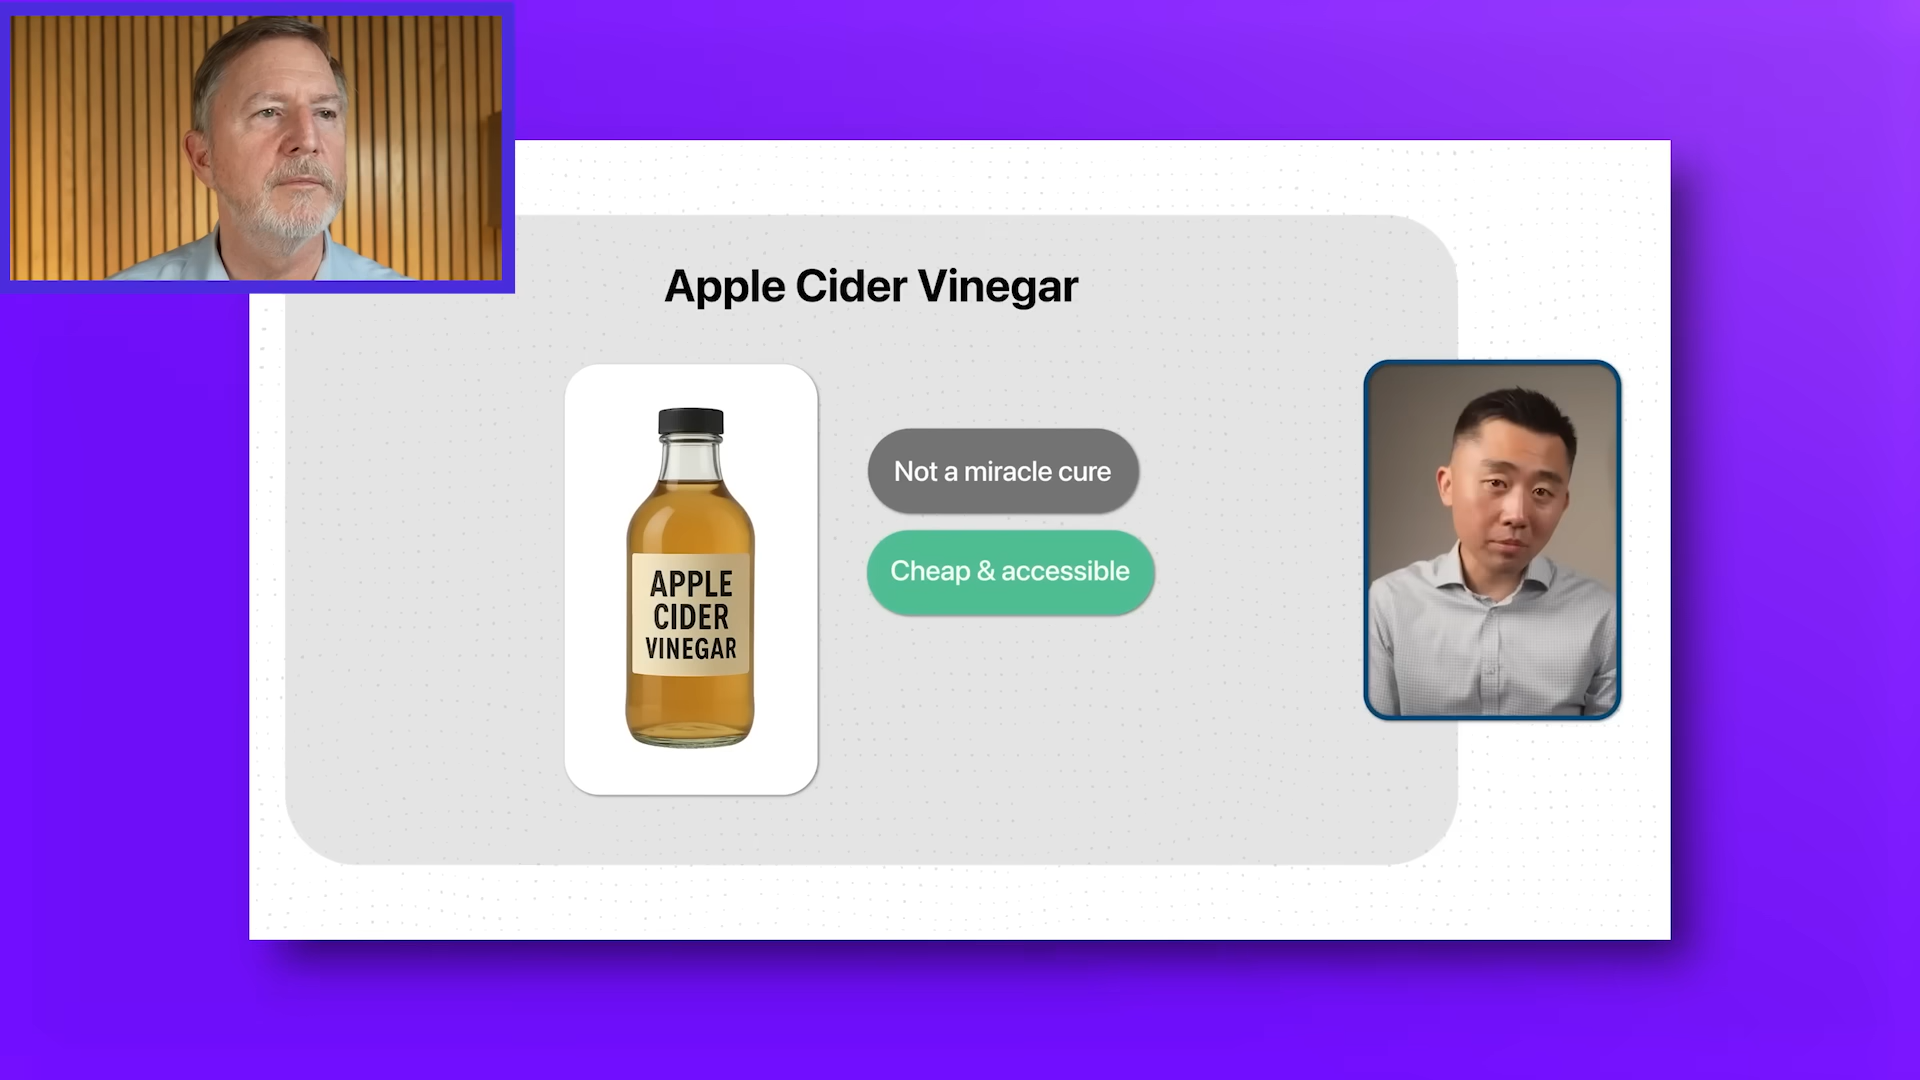 Apple Cider Vinegar
APPLE
CIDER
VINEGAR
Not a miracle cure
Cheap & accessible